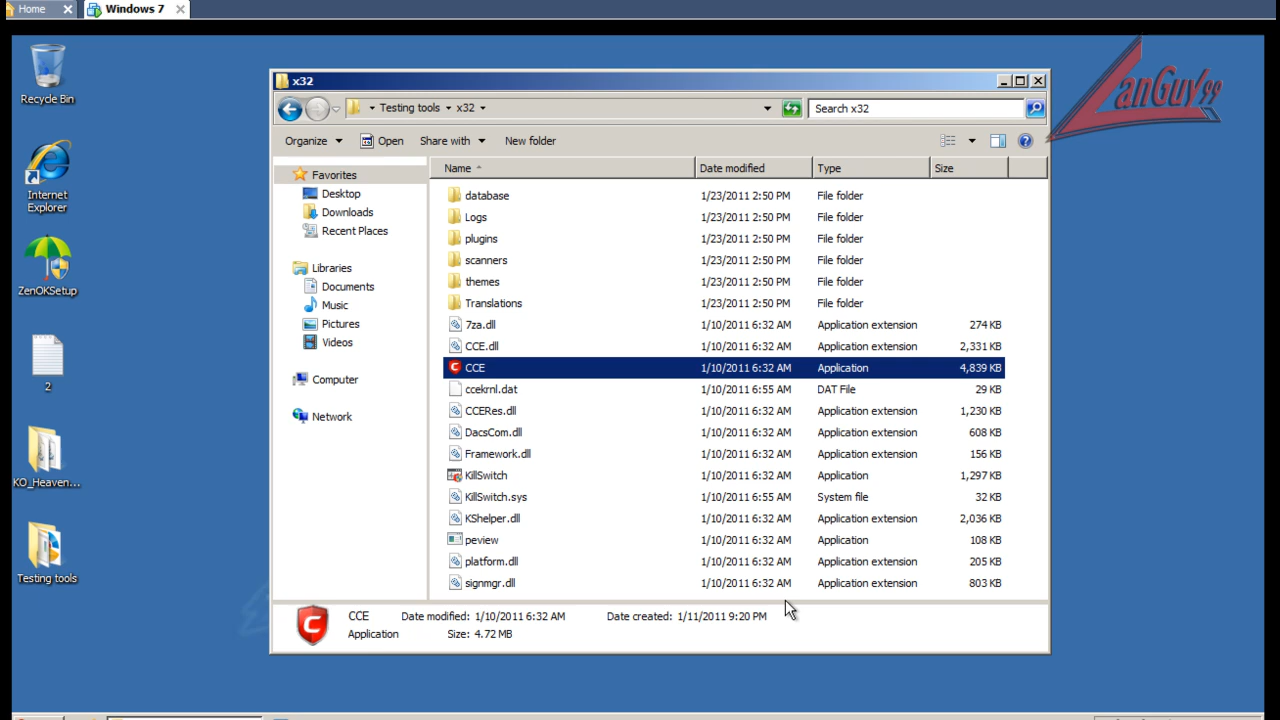 Home
Windows 7
Recycle Bin
Internet
Explorer
ZenOKSetup
2
KO_Heaven...
Testing tools
LanGuy99
x32
Testing tools x32
Search x32
Organize Open Share with New folder
Favorites
Desktop
Downloads
Recent Places
Libraries
Documents
Music
Pictures
Videos
Computer
Network
Name Date modified Type Size
database 1/23/2011 2:50 PM File folder
Logs 1/23/2011 2:50 PM File folder
plugins 1/23/2011 2:50 PM File folder
scanners 1/23/2011 2:50 PM File folder
themes 1/23/2011 2:50 PM File folder
Translations 1/23/2011 2:50 PM File folder
7za.dll 1/10/2011 6:32 AM Application extension 274 KB
CCE.dll 1/10/2011 6:32 AM Application extension 2,331 KB
CCE 1/10/2011 6:32 AM Application 4,839 KB
ccekrnl.dat 1/10/2011 6:55 AM DAT File 29 KB
CCERes.dll 1/10/2011 6:32 AM Application extension 1,230 KB
DacsCom.dll 1/10/2011 6:32 AM Application extension 608 KB
Framework.dll 1/10/2011 6:32 AM Application extension 156 KB
KillSwitch 1/10/2011 6:32 AM Application 1,297 KB
KillSwitch.sys 1/10/2011 6:55 AM System file 32 KB
KShelper.dll 1/10/2011 6:32 AM Application extension 2,036 KB
peview 1/10/2011 6:32 AM Application 108 KB
platform.dll 1/10/2011 6:32 AM Application extension 205 KB
signmgr.dll 1/10/2011 6:32 AM Application extension 803 KB
CCE Date modified: 1/10/2011 6:32 AM Date created: 1/11/2011 9:20 PM
Application Size: 4.72 MB